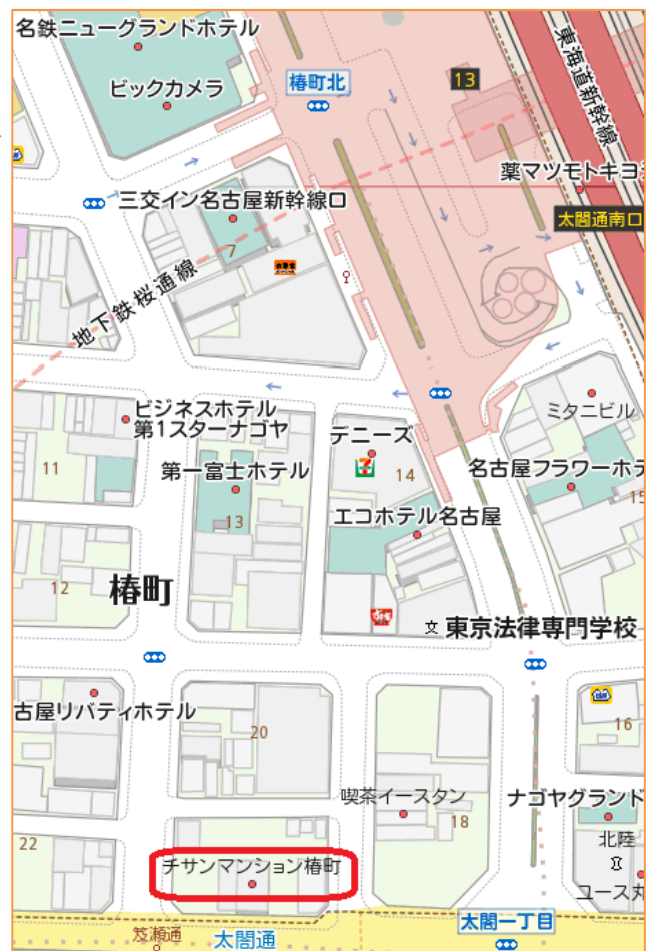 名鉄ニューグランドホテル
ビックカメラ
椿町北
13
東海道新幹線
薬マツモトキヨシ
太閤通南口
三交イン名古屋新幹線口
7
地下鉄桜通線
ミタニビル
ビジネスホテル
第1スターナゴヤ
デニーズ
11
第一富士ホテル
14
名古屋フラワーホテ
15
13
エコホテル名古屋
12
椿町
すき家
文 東京法律専門学校
古屋リバティホテル
20
16
喫茶イースタン
ナゴヤグランド
18
22
北陸
チサンマンション椿町
ユース丸
太閤一丁目
笈瀬通
太閤通